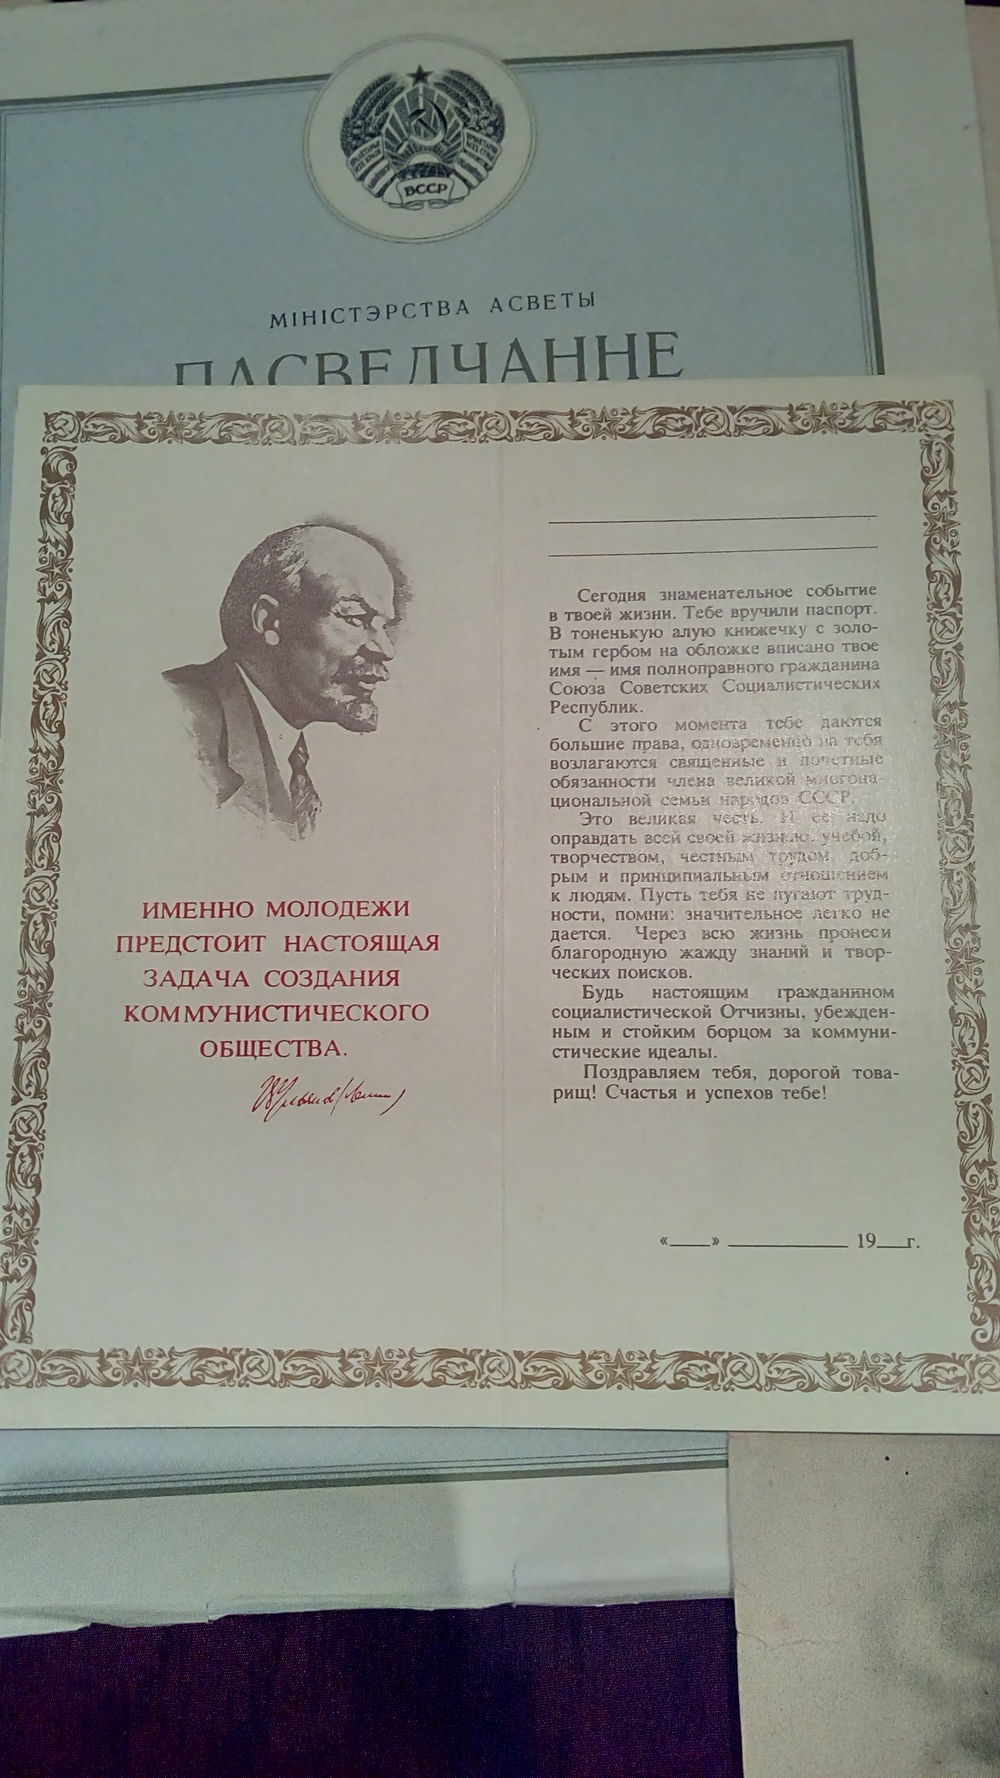 БССР
МІНІСТЭРСТВА АСВЕТЫ
ПАСВЕДЧАННЕ
ИМЕННО МОЛОДЕЖИ
ПРЕДСТОИТ НАСТОЯЩАЯ
ЗАДАЧА СОЗДАНИЯ
КОММУНИСТИЧЕСКОГО
ОБЩЕСТВА.
Сегодня знаменательное событие
в твоей жизни. Тебе вручили паспорт.
В тоненькую алую книжечку с золо-
тым гербом на обложке вписано твое
имя — имя полноправного гражданина
Союза Советских Социалистических
Республик.
С этого момента тебе даются
большие права, одновременно на тебя
возлагаются священные и почетные
обязанности члена великой многона-
циональной семьи народов СССР.
Это великая честь. И ее надо
оправдать всей своей жизнью, учебой,
творчеством, честным трудом, доб-
рым и принципиальным отношением
к людям. Пусть тебя не пугают труд-
ности, помни: значительное легко не
дается. Через всю жизнь пронеси
благородную жажду знаний и твор-
ческих поисков.
Будь настоящим гражданином
социалистической Отчизны, убежден-
ным и стойким борцом за коммуни-
стические идеалы.
Поздравляем тебя, дорогой това-
рищ! Счастья и успехов тебе!
«___» __________ 19__г.